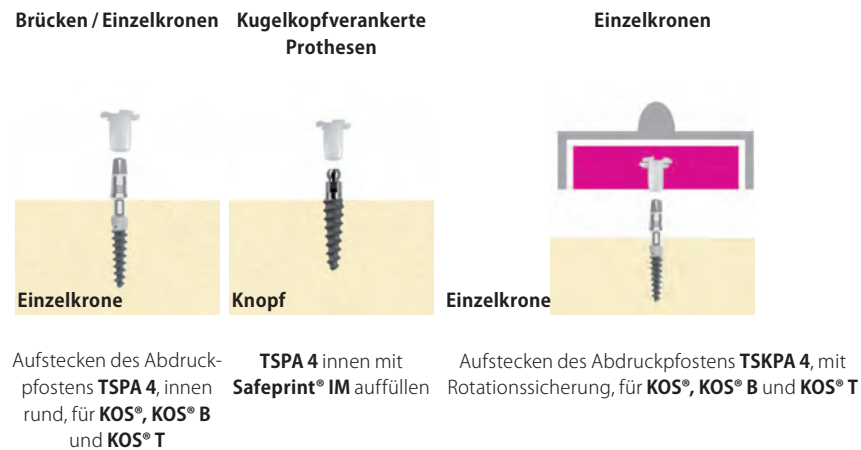 Brücken / Einzelkronen
Kugelkopfverankerte
Prothesen
Einzelkronen
Einzelkrone
Knopf
Einzelkrone
Aufstecken des Abdruck-
pfostens TSPA 4, innen
rund, für KOS®, KOS® B
und KOS® T
TSPA 4 innen mit
Safeprint® IM auffüllen
Aufstecken des Abdruckpfostens TSKPA 4, mit
Rotationssicherung, für KOS®, KOS® B und KOS® T